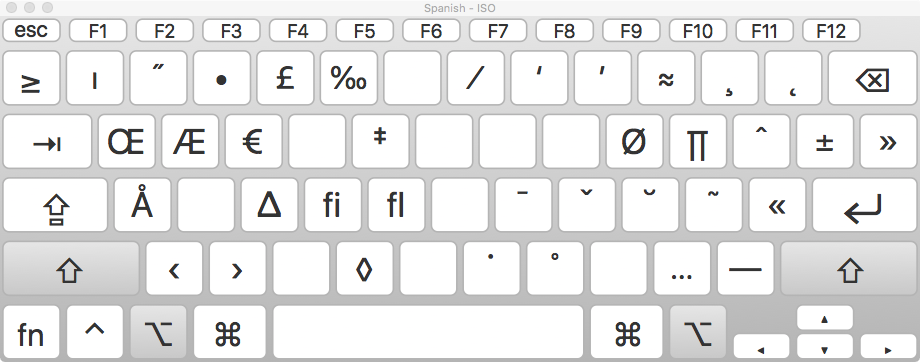 Spanish - ISO
esc F1 F2 F3 F4 F5 F6 F7 F8 F9 F10 F11 F12
≥ ı ˝ • £ ‰ ⁄ ‘ ’ ≈ ¸ ˛ ⌫
⇥ Œ Æ € ‡ Ø ∏ ˆ ± »
⇪ Å ∆ fi fl ¯ ˇ ˘ ˜ « ↵
⇧ ‹ › ◊ ˙ ˚ … — ⇧
fn ⌃ ⌥ ⌘ ⌘ ⌥ ◂ ▴ ▾ ▸